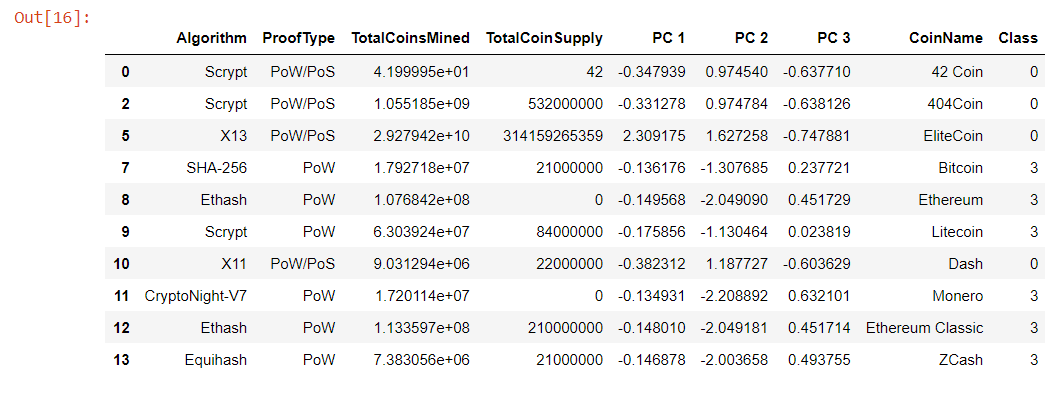 Out[16]:
Algorithm ProofType TotalCoinsMined TotalCoinSupply PC 1 PC 2 PC 3 CoinName Class
0 Scrypt PoW/PoS 4.199995e+01 42 -0.347939 0.974540 -0.637710 42 Coin 0
2 Scrypt PoW/PoS 1.055185e+09 532000000 -0.331278 0.974784 -0.638126 404Coin 0
5 X13 PoW/PoS 2.927942e+10 314159265359 2.309175 1.627258 -0.747881 EliteCoin 0
7 SHA-256 PoW 1.792718e+07 21000000 -0.136176 -1.307685 0.237721 Bitcoin 3
8 Ethash PoW 1.076842e+08 0 -0.149568 -2.049090 0.451729 Ethereum 3
9 Scrypt PoW 6.303924e+07 84000000 -0.175856 -1.130464 0.023819 Litecoin 3
10 X11 PoW/PoS 9.031294e+06 22000000 -0.382312 1.187727 -0.603629 Dash 0
11 CryptoNight-V7 PoW 1.720114e+07 0 -0.134931 -2.208892 0.632101 Monero 3
12 Ethash PoW 1.133597e+08 210000000 -0.148010 -2.049181 0.451714 Ethereum Classic 3
13 Equihash PoW 7.383056e+06 21000000 -0.146878 -2.003658 0.493755 ZCash 3